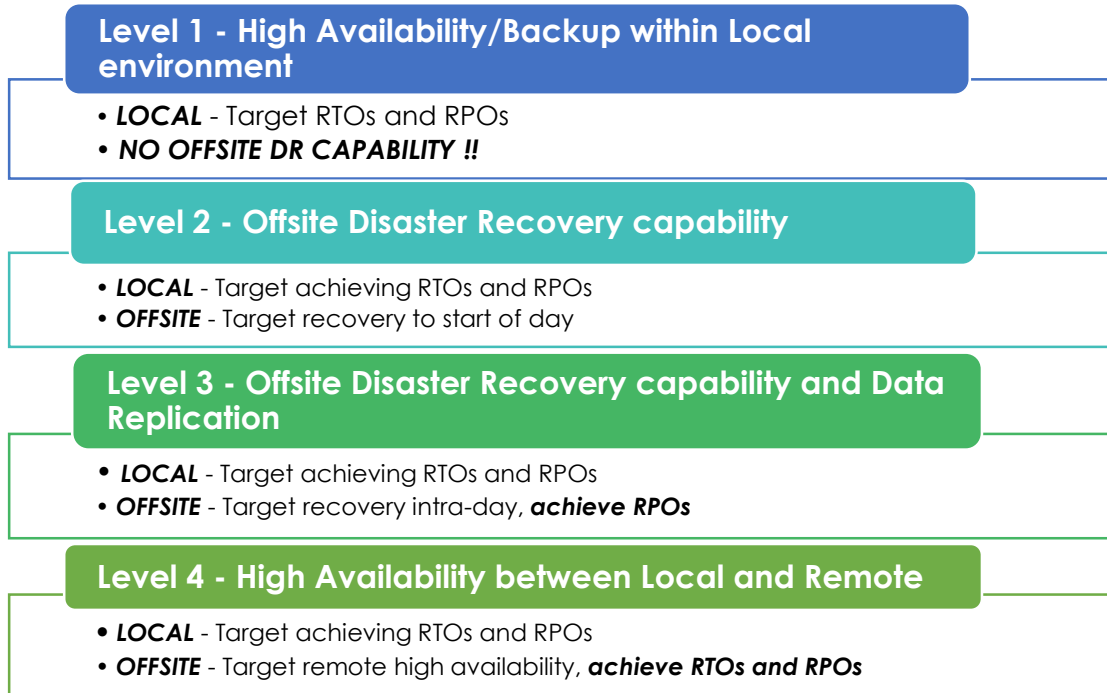 Level 1 - High Availability/Backup within Local
environment
• LOCAL - Target RTOs and RPOs
• NO OFFSITE DR CAPABILITY !!
Level 2 - Offsite Disaster Recovery capability
• LOCAL - Target achieving RTOs and RPOs
• OFFSITE - Target recovery to start of day
Level 3 - Offsite Disaster Recovery capability and Data
Replication
• LOCAL - Target achieving RTOs and RPOs
• OFFSITE - Target recovery intra-day, achieve RPOs
Level 4 - High Availability between Local and Remote
• LOCAL - Target achieving RTOs and RPOs
• OFFSITE - Target remote high availability, achieve RTOs and RPOs